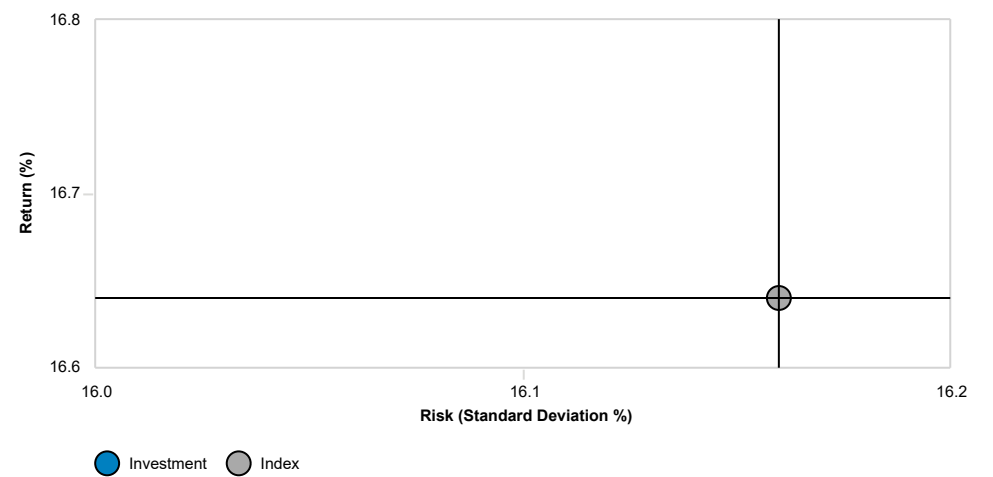 16.8
Return (%)
16.7
16.6
16.0 16.1 16.2
Risk (Standard Deviation %)
Investment Index